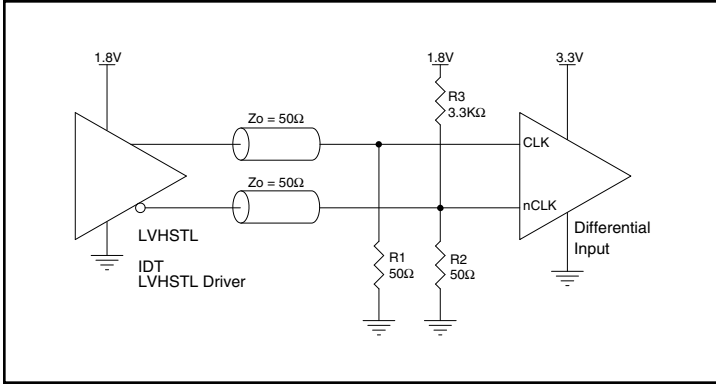 1.8V
1.8V
3.3V
R3
3.3KΩ
Zo = 50Ω
CLK
Zo = 50Ω
nCLK
LVHSTL
IDT
LVHSTL Driver
R1
50Ω
R2
50Ω
Differential
Input